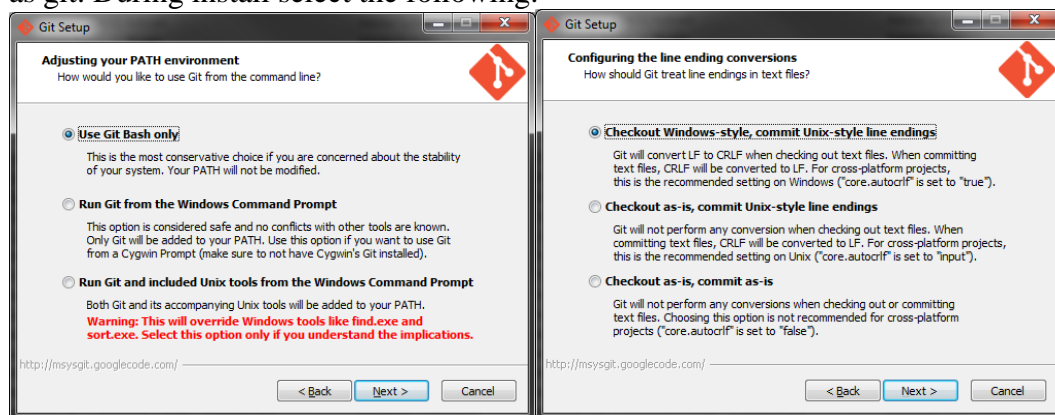 as git. During install select the following:
Git Setup
Adjusting your PATH environment
How would you like to use Git from the command line?
Use Git Bash only
This is the most conservative choice if you are concerned about the stability
of your system. Your PATH will not be modified.
Run Git from the Windows Command Prompt
This option is considered safe and no conflicts with other tools are known.
Only Git will be added to your PATH. Use this option if you want to use Git
from a Cygwin Prompt (make sure to not have Cygwin's Git installed).
Run Git and included Unix tools from the Windows Command Prompt
Both Git and its accompanying Unix tools will be added to your PATH.
Warning: This will override Windows tools like find.exe and
sort.exe. Select this option only if you understand the implications.
http://msysgit.googlecode.com/
< Back Next > Cancel
Git Setup
Configuring the line ending conversions
How should Git treat line endings in text files?
Checkout Windows-style, commit Unix-style line endings
Git will convert LF to CRLF when checking out text files. When committing
text files, CRLF will be converted to LF. For cross-platform projects,
this is the recommended setting on Windows ("core.autocrlf" is set to "true").
Checkout as-is, commit Unix-style line endings
Git will not perform any conversion when checking out text files. When
committing text files, CRLF will be converted to LF. For cross-platform projects,
this is the recommended setting on Unix ("core.autocrlf" is set to "input").
Checkout as-is, commit as-is
Git will not perform any conversions when checking out or committing
text files. Choosing this option is not recommended for cross-platform
projects ("core.autocrlf" is set to "false").
http://msysgit.googlecode.com/
< Back Next > Cancel